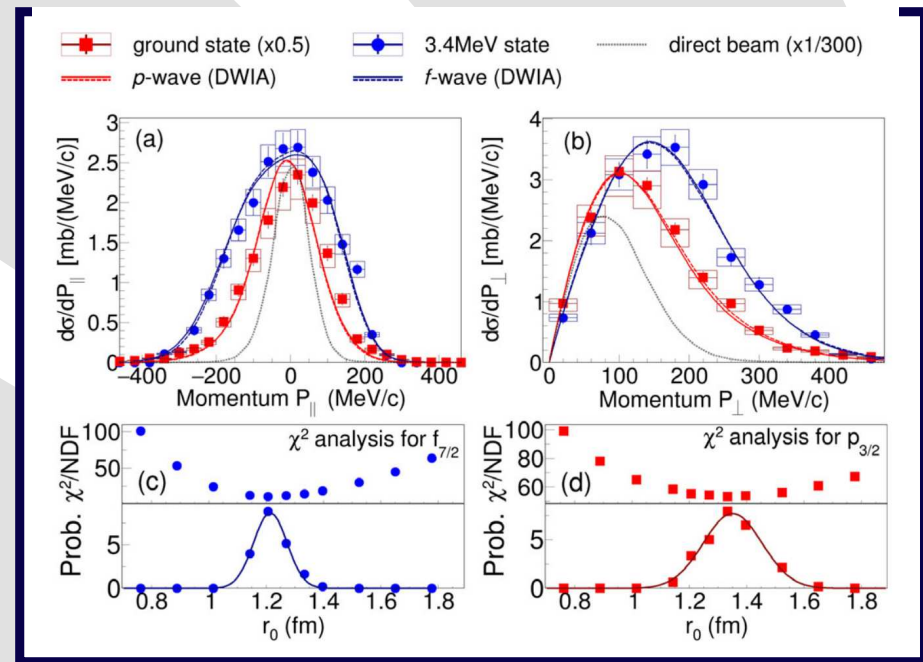 ground state (x0.5) 3.4MeV state direct beam (x1/300)
p-wave (DWIA) f-wave (DWIA)
(a)
dσ/dP∥ [mb/(MeV/c)]
3
2.5
2
1.5
1
0.5
0
−400 −200 0 200 400
Momentum P∥ (MeV/c)
(b)
dσ/dP⊥ [mb/(MeV/c)]
4
3
2
1
0
0 100 200 300 400
Momentum P⊥ (MeV/c)
χ² analysis for f7/2
(c)
Prob. χ²/NDF
100
50
5
0
0.8 1 1.2 1.4 1.6 1.8
r0 (fm)
χ² analysis for p3/2
(d)
Prob. χ²/NDF
100
80
60
5
0
0.8 1 1.2 1.4 1.6 1.8
r0 (fm)